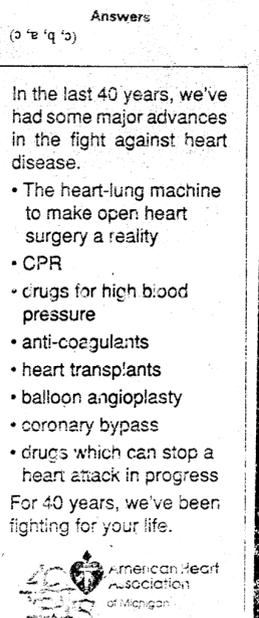 Answers
(c, b, a, c)
In the last 40 years, we've
had some major advances
in the fight against heart
disease.
• The heart-lung machine
to make open heart
surgery a reality
• CPR
• drugs for high blood
pressure
• anti-coagulants
• heart transplants
• balloon angioplasty
• coronary bypass
• drugs which can stop a
heart attack in progress
For 40 years, we've been
fighting for your life.
American Heart
Association
of Michigan